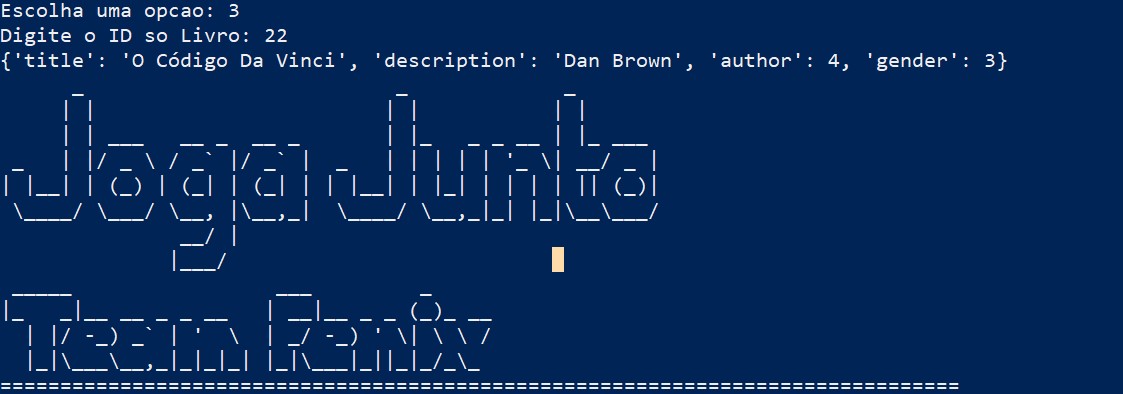 Escolha uma opcao: 3
Digite o ID so Livro: 22
{'title': 'O Código Da Vinci', 'description': 'Dan Brown', 'author': 4, 'gender': 3}
Joga Junto
Team Fenix
================================================================================